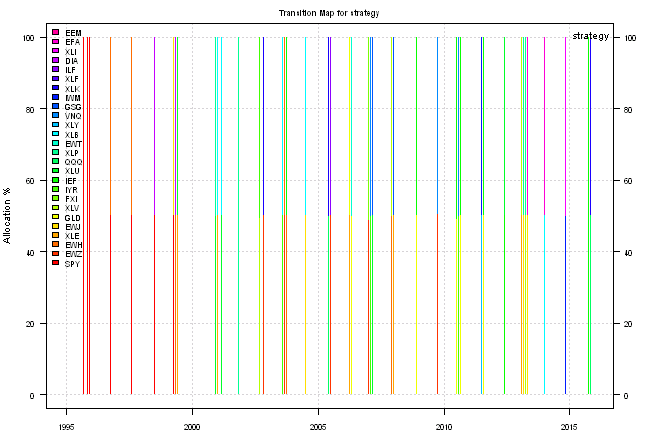 Transition Map for strategy
strategy
Allocation %
100
80
60
40
20
0
100
80
60
40
20
0
EEM
EFA
XLI
DIA
ILF
XLF
XLK
IWM
GSG
VNQ
XLY
XLB
EWT
XLP
QQQ
XLU
IEF
IYR
FXI
XLV
GLD
EWJ
XLE
EWH
EWZ
SPY
1995
2000
2005
2010
2015